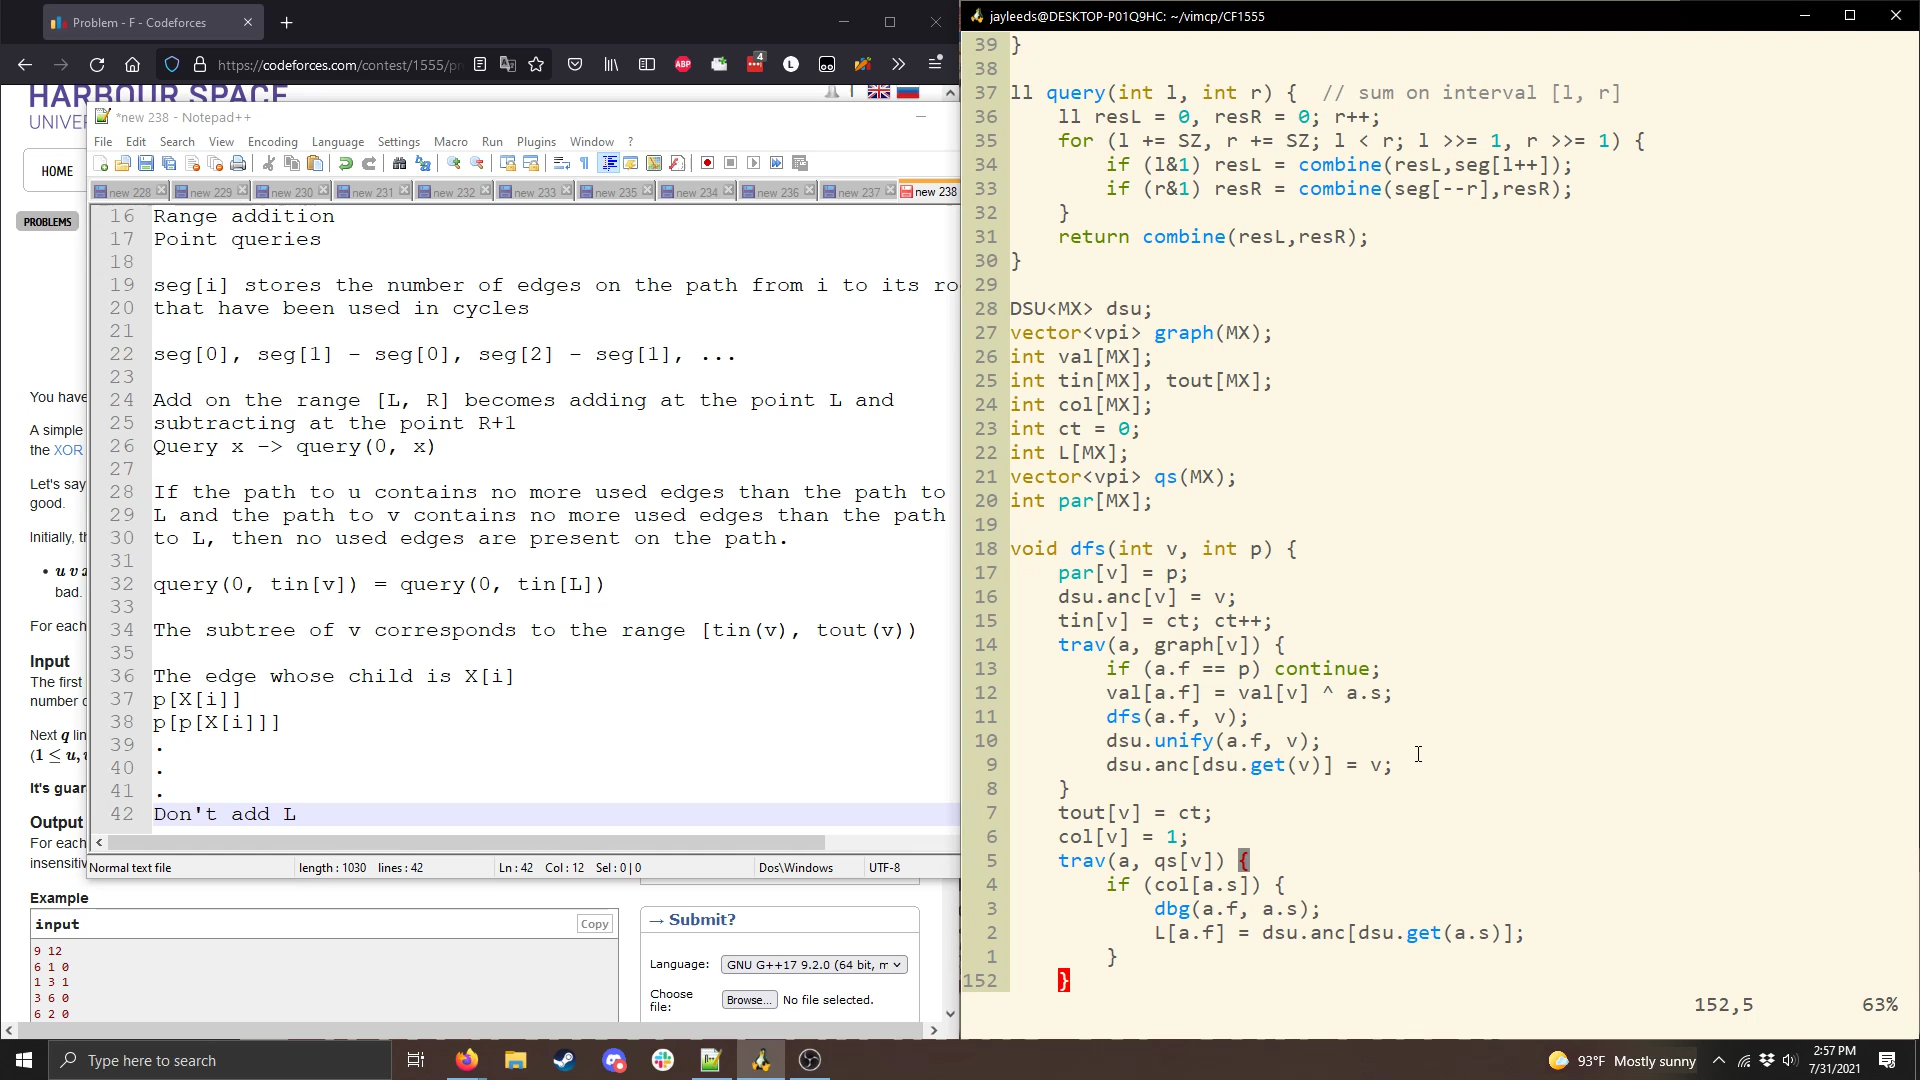 Problem - F - Codeforces
https://codeforces.com/contest/1555/pr
ABP
4
L
HARBOUR SPACE
UNIVE
HOME
PROBLEMS
You have
A simple
the XOR
Let's say
good.
Initially, th
• u v x
bad.
For each
Input
The first
number o
Next q lin
(1 ≤ u, v
It's guar
Output
For each
insensitiv
Example
input
Copy
9 12
6 1 0
1 3 1
3 6 0
6 2 0
→ Submit?
Language: GNU G++17 9.2.0 (64 bit, m
Choose
file:
Browse... No file selected.
*new 238 - Notepad++
File Edit Search View Encoding Language Settings Macro Run Plugins Window ?
new 228 new 229 new 230 new 231 new 232 new 233 new 235 new 234 new 236 new 237 new 238
16 Range addition
17 Point queries
18
19 seg[i] stores the number of edges on the path from i to its ro
20 that have been used in cycles
21
22 seg[0], seg[1] - seg[0], seg[2] - seg[1], ...
23
24 Add on the range [L, R] becomes adding at the point L and
25 subtracting at the point R+1
26 Query x -> query(0, x)
27
28 If the path to u contains no more used edges than the path to
29 L and the path to v contains no more used edges than the path
30 to L, then no used edges are present on the path.
31
32 query(0, tin[v]) = query(0, tin[L])
33
34 The subtree of v corresponds to the range [tin(v), tout(v))
35
36 The edge whose child is X[i]
37 p[X[i]]
38 p[p[X[i]]]
39 .
40 .
41 .
42 Don't add L
Normal text file length : 1030 lines : 42 Ln : 42 Col : 12 Sel : 0 | 0 Dos\Windows UTF-8
jayleeds@DESKTOP-P01Q9HC: ~/vimcp/CF1555
39 }
38
37 ll query(int l, int r) { // sum on interval [l, r]
36 ll resL = 0, resR = 0; r++;
35 for (l += SZ, r += SZ; l < r; l >>= 1, r >>= 1) {
34 if (l&1) resL = combine(resL,seg[l++]);
33 if (r&1) resR = combine(seg[--r],resR);
32 }
31 return combine(resL,resR);
30 }
29
28 DSU<MX> dsu;
27 vector<vpi> graph(MX);
26 int val[MX];
25 int tin[MX], tout[MX];
24 int col[MX];
23 int ct = 0;
22 int L[MX];
21 vector<vpi> qs(MX);
20 int par[MX];
19
18 void dfs(int v, int p) {
17 par[v] = p;
16 dsu.anc[v] = v;
15 tin[v] = ct; ct++;
14 trav(a, graph[v]) {
13 if (a.f == p) continue;
12 val[a.f] = val[v] ^ a.s;
11 dfs(a.f, v);
10 dsu.unify(a.f, v);
9 dsu.anc[dsu.get(v)] = v;
8 }
7 tout[v] = ct;
6 col[v] = 1;
5 trav(a, qs[v]) {
4 if (col[a.s]) {
3 dbg(a.f, a.s);
2 L[a.f] = dsu.anc[dsu.get(a.s)];
1 }
152 }
152,5 63%
Type here to search
93°F Mostly sunny
2:57 PM
7/31/2021